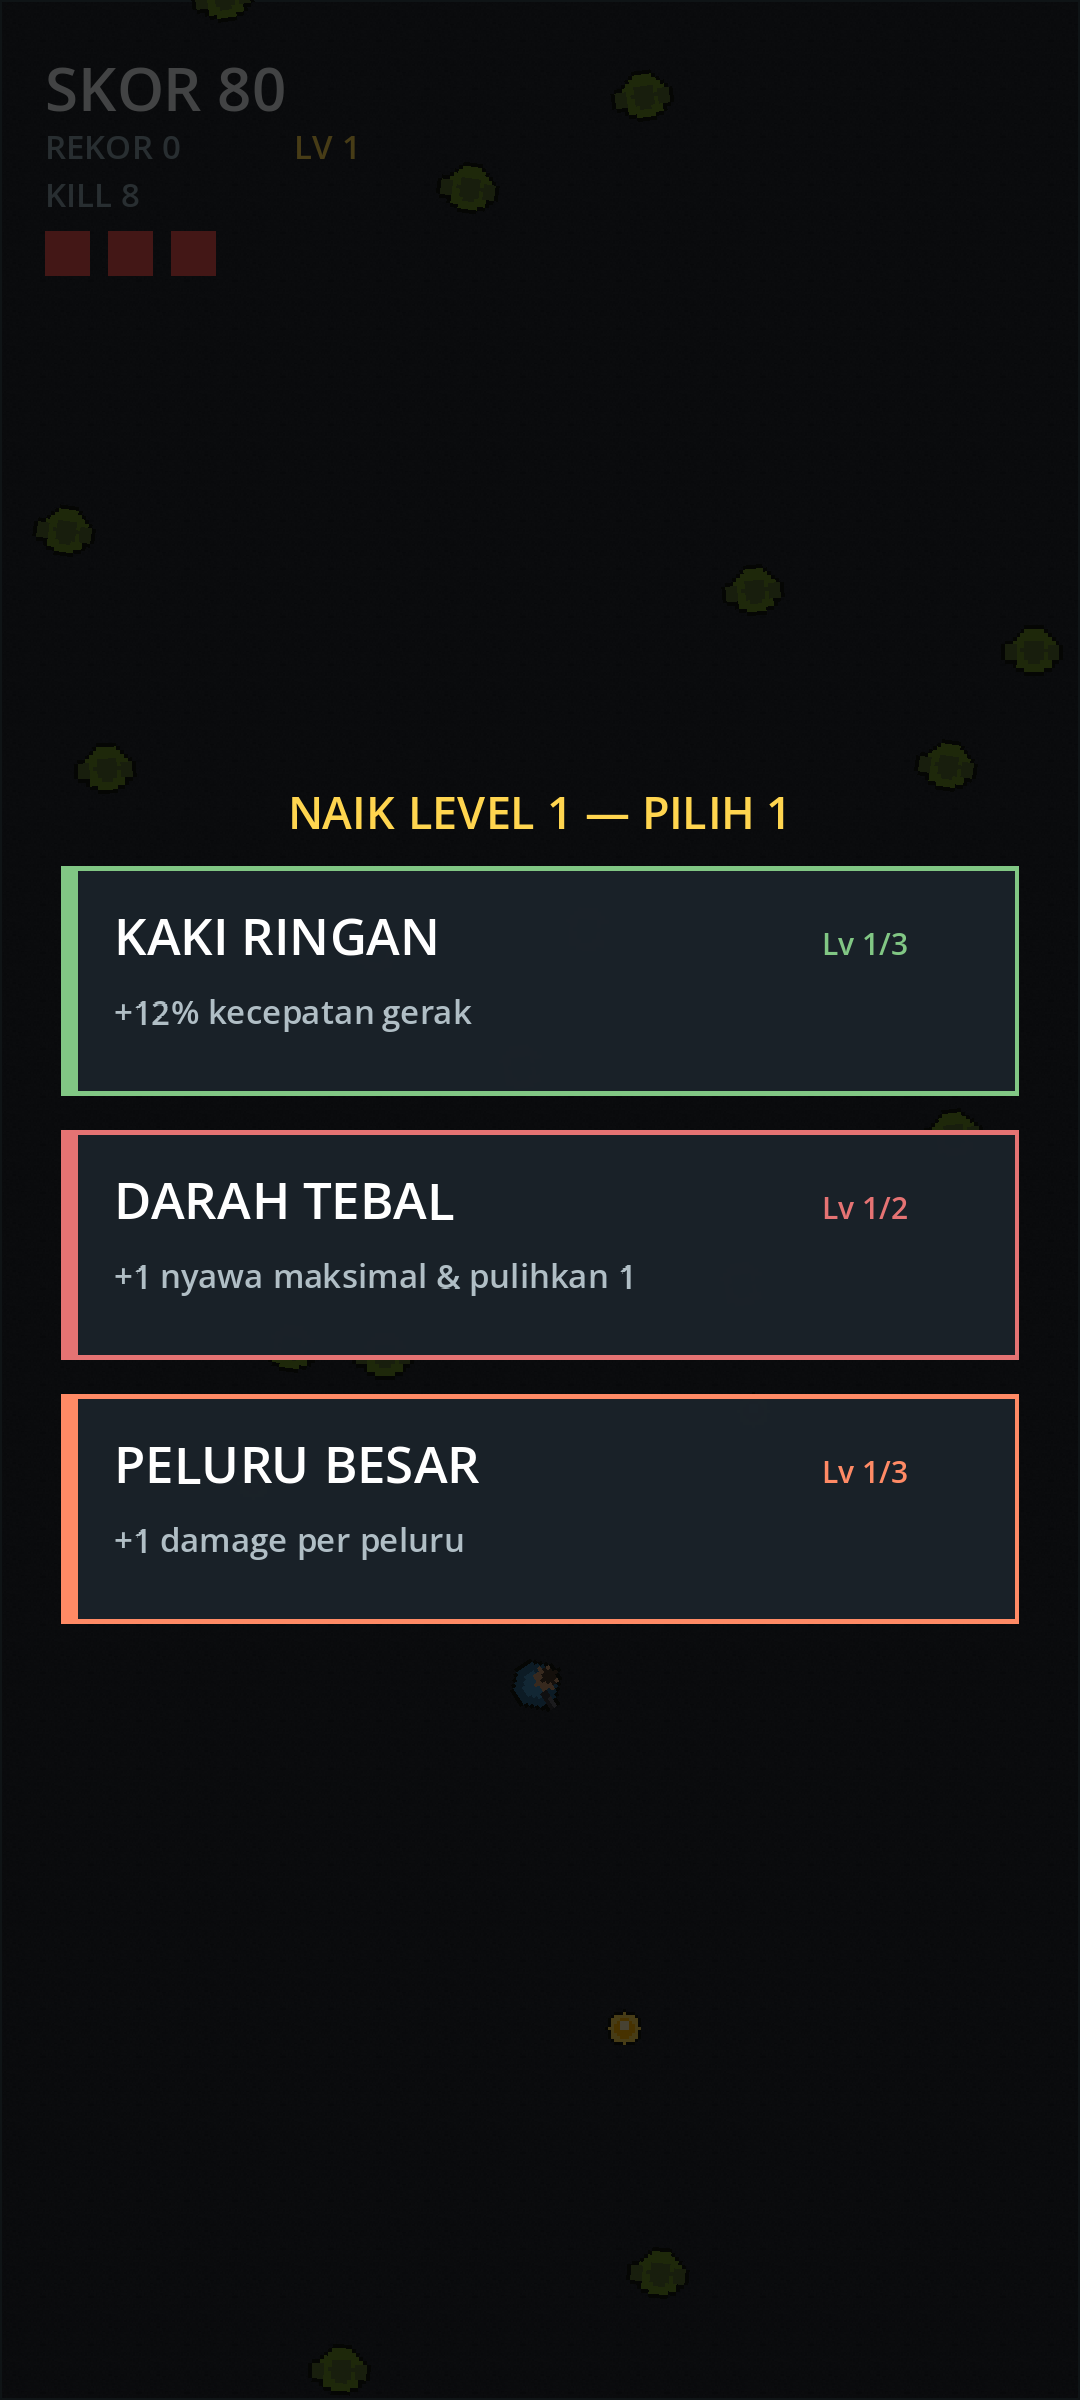 SKOR 80
REKOR 0 LV 1
KILL 8
NAIK LEVEL 1 — PILIH 1
KAKI RINGAN Lv 1/3
+12% kecepatan gerak
DARAH TEBAL Lv 1/2
+1 nyawa maksimal & pulihkan 1
PELURU BESAR Lv 1/3
+1 damage per peluru